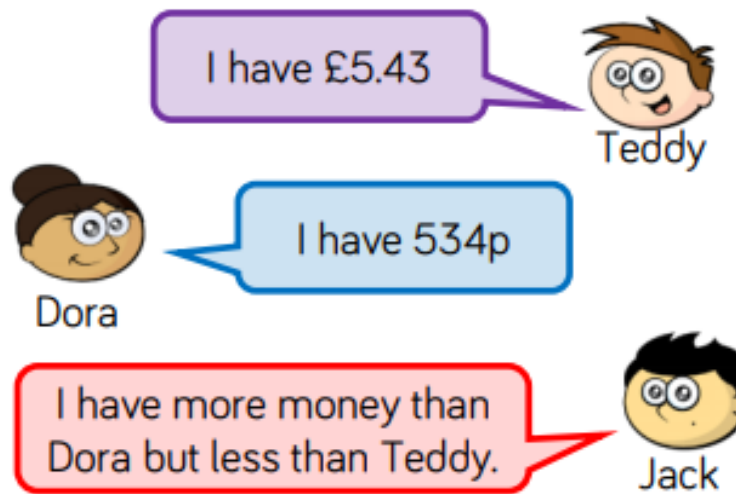 I have £5.43
Teddy
I have 534p
Dora
I have more money than
Dora but less than Teddy.
Jack